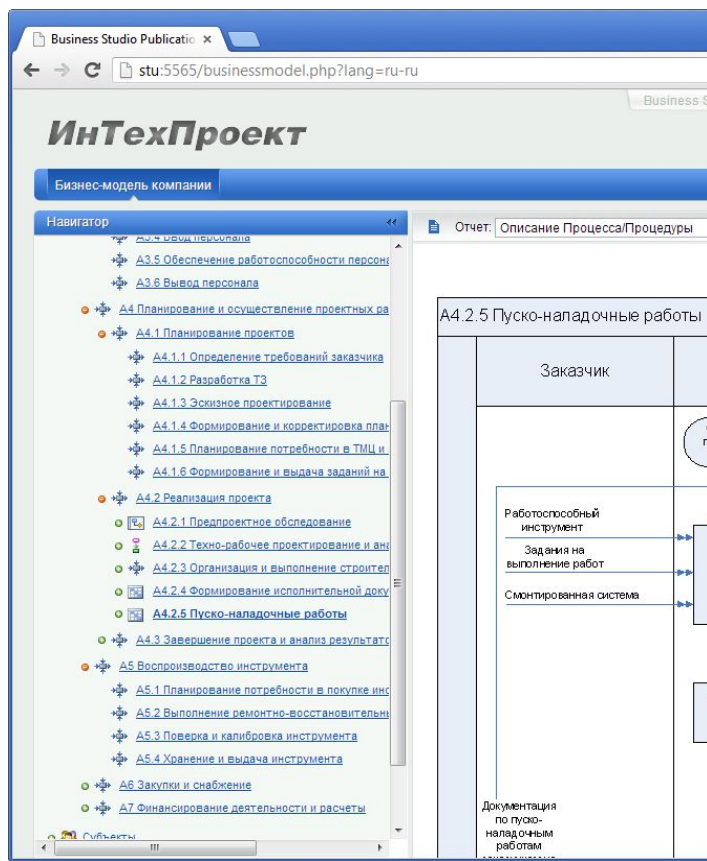 Business Studio Publicatio
stu:5565/businessmodel.php?lang=ru-ru
Business S
ИнТехПроект
Бизнес-модель компании
Навигатор
Отчет: Описание Процесса/Процедуры
A3.4 Ввод персонала
A3.5 Обеспечение работоспособности персона
A3.6 Вывод персонала
A4 Планирование и осуществление проектных ра
A4.1 Планирование проектов
A4.1.1 Определение требований заказчика
A4.1.2 Разработка ТЗ
A4.1.3 Эскизное проектирование
A4.1.4 Формирование и корректировка план
A4.1.5 Планирование потребности в ТМЦ и
A4.1.6 Формирование и выдача заданий на
A4.2 Реализация проекта
A4.2.1 Предпроектное обследование
A4.2.2 Техно-рабочее проектирование и ана
A4.2.3 Организация и выполнение строител
A4.2.4 Формирование исполнительной доку
A4.2.5 Пуско-наладочные работы
A4.3 Завершение проекта и анализ результато
A5 Воспроизводство инструмента
A5.1 Планирование потребности в покупке инс
A5.2 Выполнение ремонтно-восстановительны
A5.3 Поверка и калибровка инструмента
A5.4 Хранение и выдача инструмента
A6 Закупки и снабжение
A7 Финансирование деятельности и расчеты
Субъекты
A4.2.5 Пуско-наладочные работы
Заказчик
Работоспособный
инструмент
Задания на
выполнение работ
Смонтированная система
Документация
по пуско-
наладочным
работам